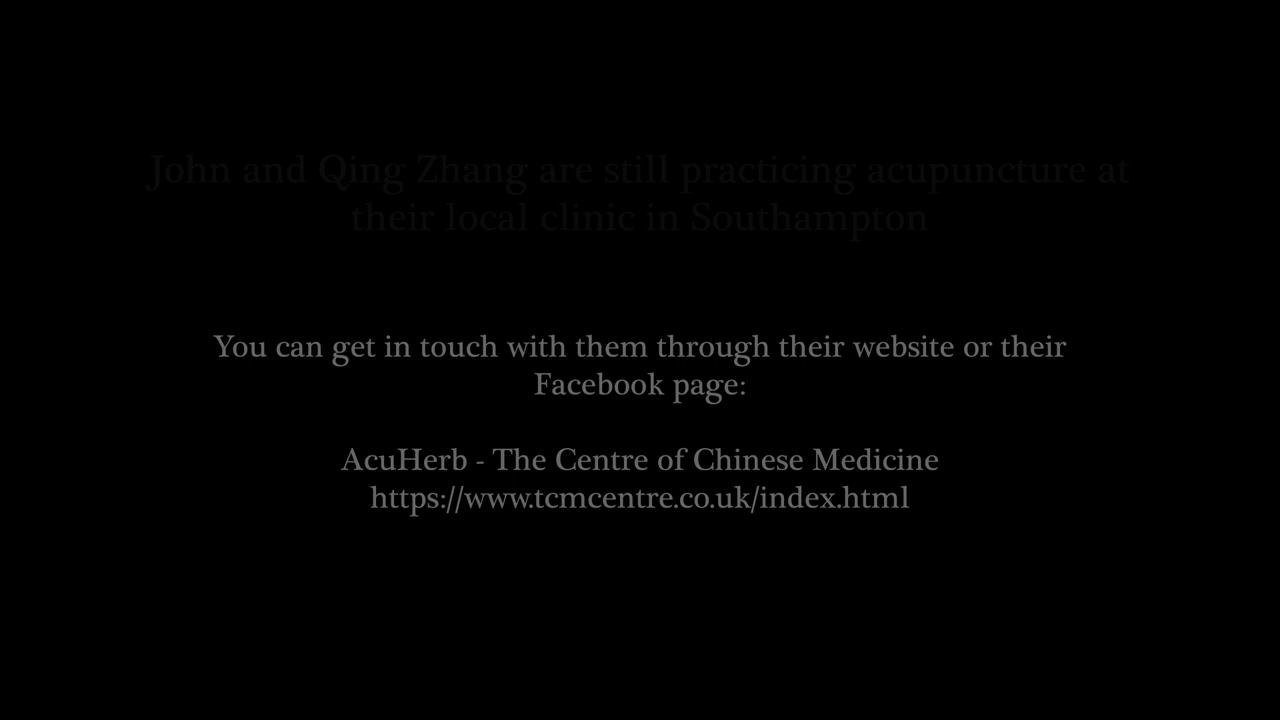 John and Qing Zhang are still practicing acupuncture at
their local clinic in Southampton
You can get in touch with them through their website or their
Facebook page:
AcuHerb - The Centre of Chinese Medicine
https://www.tcmcentre.co.uk/index.html